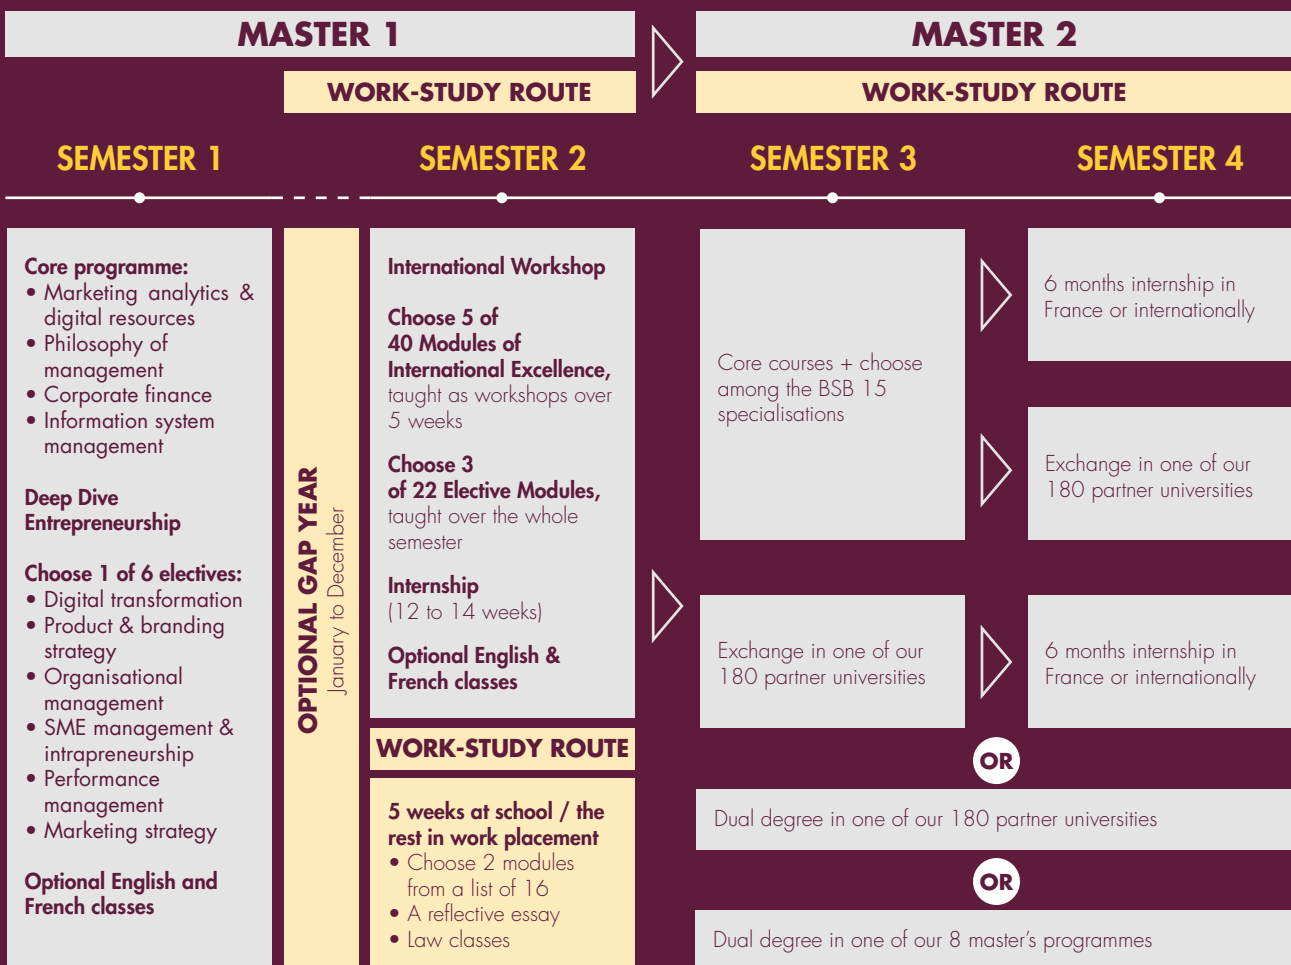 MASTER 1
MASTER 2
WORK-STUDY ROUTE
WORK-STUDY ROUTE
SEMESTER 1
SEMESTER 2
SEMESTER 3
SEMESTER 4
Core programme:
• Marketing analytics &
digital resources
• Philosophy of
management
• Corporate finance
• Information system
management
Deep Dive
Entrepreneurship
Choose 1 of 6 electives:
• Digital transformation
• Product & branding
strategy
• Organisational
management
• SME management &
intrapreneurship
• Performance
management
• Marketing strategy
Optional English and
French classes
OPTIONAL GAP YEAR
January to December
International Workshop
Choose 5 of
40 Modules of
International Excellence,
taught as workshops over
5 weeks
Choose 3
of 22 Elective Modules,
taught over the whole
semester
Internship
(12 to 14 weeks)
Optional English &
French classes
WORK-STUDY ROUTE
5 weeks at school / the
rest in work placement
• Choose 2 modules
from a list of 16
• A reflective essay
• Law classes
Core courses + choose
among the BSB 15
specialisations
6 months internship in
France or internationally
Exchange in one of our
180 partner universities
Exchange in one of our
180 partner universities
6 months internship in
France or internationally
OR
Dual degree in one of our 180 partner universities
OR
Dual degree in one of our 8 master's programmes